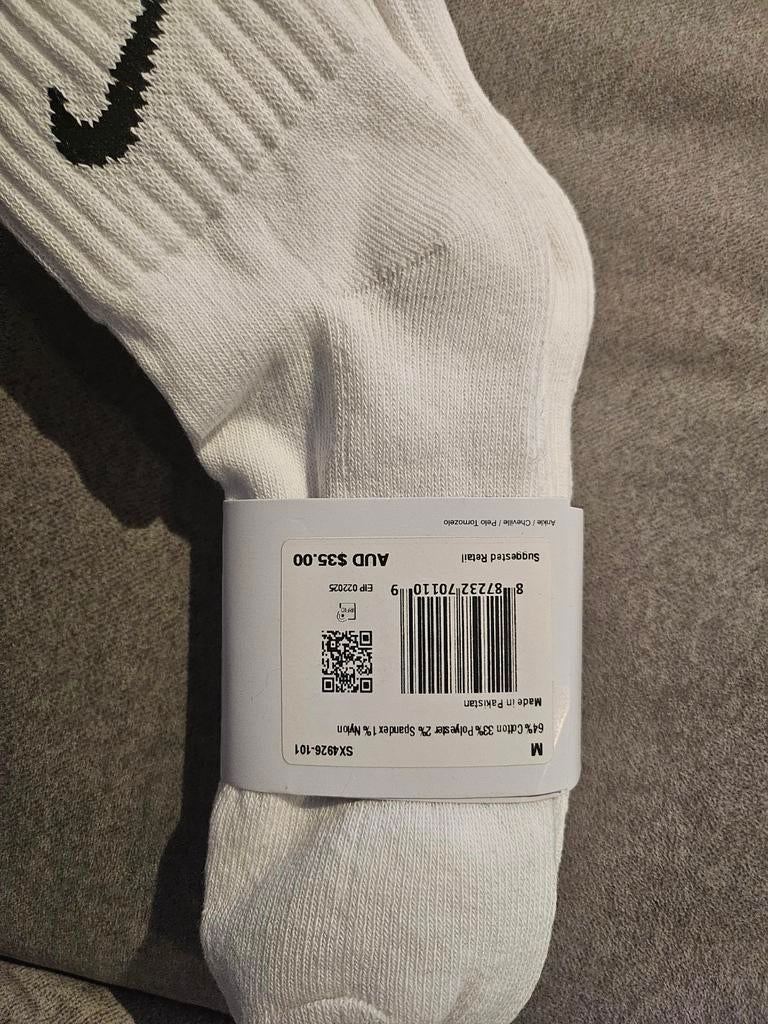 M SX4926-101
64% Cotton 33% Polyester 2% Spandex 1% Nylon
Made in Pakistan
8 87232 70110 9
EIP 022025
Suggested Retail AUD $35.00
Ankle / Cheville / Pelo Tornozelo